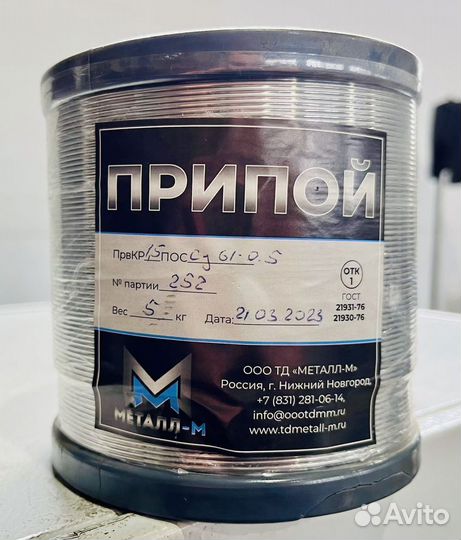 ПРИПОЙ
ПрвКР 1,5 ПОССу 61-0.5
№ партии 252
Вес 5 кг Дата: 21 03 2023
ОТК
1
ГОСТ
21931-76
21930-76
МЕТАЛЛ-М
ООО ТД «МЕТАЛЛ-М»
Россия, г. Нижний Новгород,
+7 (831) 281-06-14,
info@oootdmm.ru
www.tdmetall-m.ru
Avito